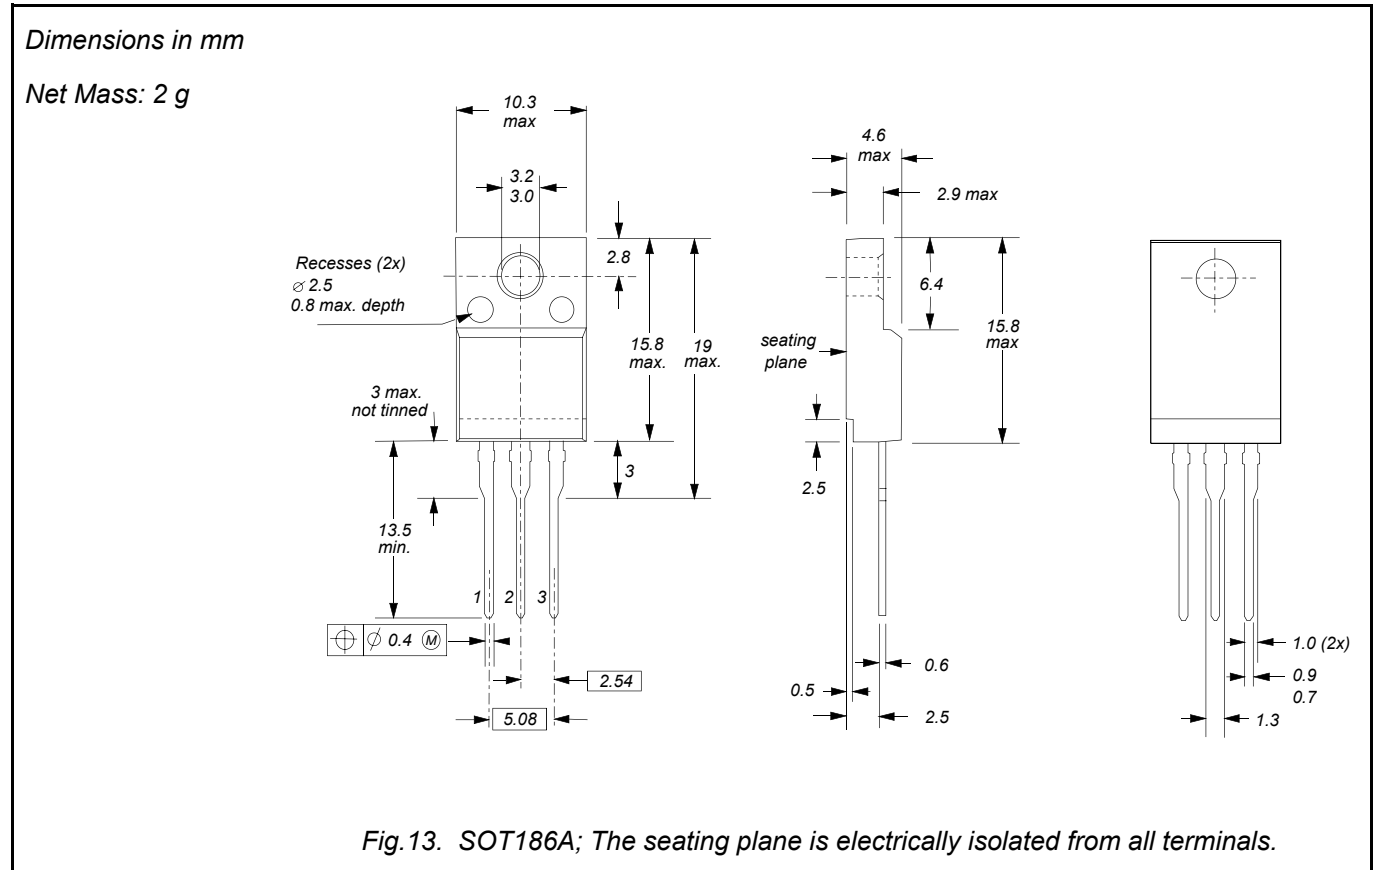 Dimensions in mm
Net Mass: 2 g
10.3
max
3.2
3.0
Recesses (2x)
⌀ 2.5
0.8 max. depth
2.8
15.8
max.
19
max.
3 max.
not tinned
3
13.5
min.
1 2 3
⌀ 0.4 Ⓜ
2.54
5.08
4.6
max
2.9 max
6.4
15.8
max
seating
plane
2.5
0.6
0.5
2.5
1.0 (2x)
0.9
0.7
1.3
Fig.13. SOT186A; The seating plane is electrically isolated from all terminals.